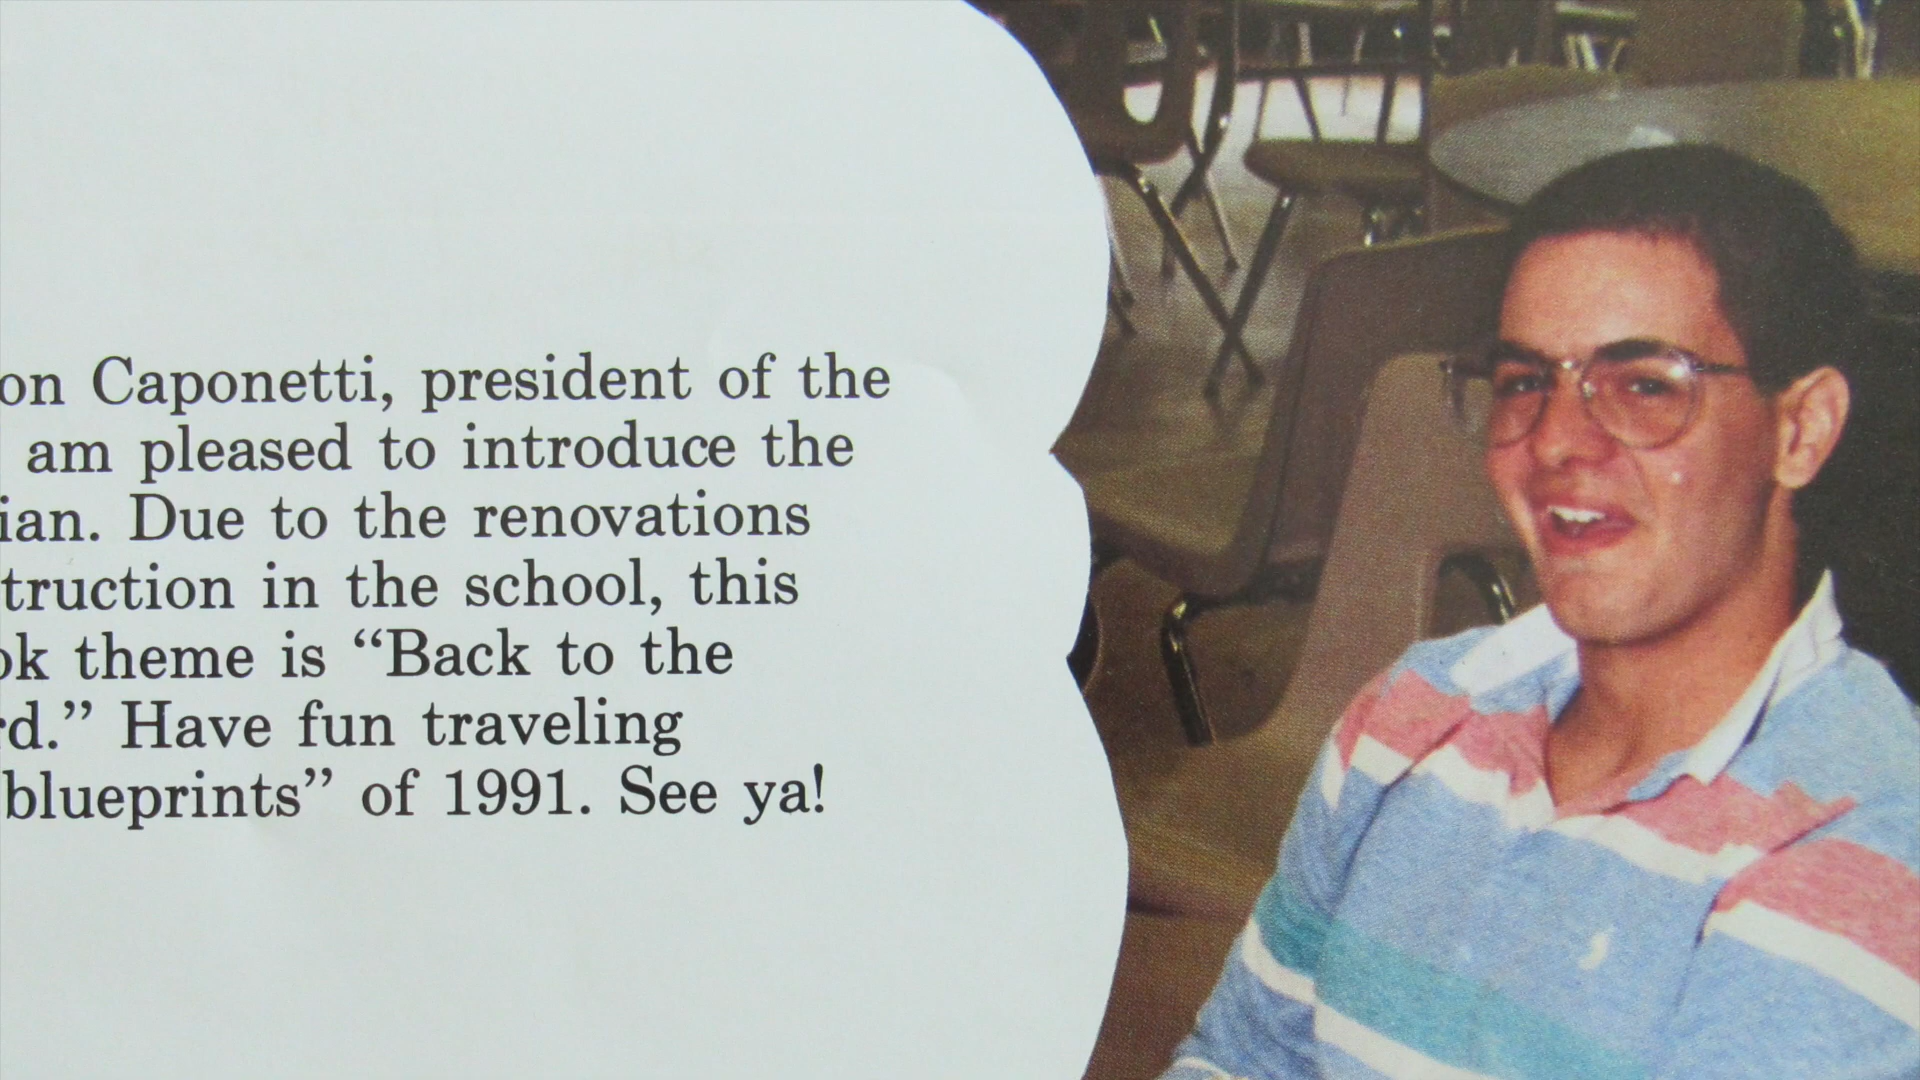 on Caponetti, president of the
am pleased to introduce the
ian. Due to the renovations
truction in the school, this
ok theme is “Back to the
rd.” Have fun traveling
blueprints” of 1991. See ya!